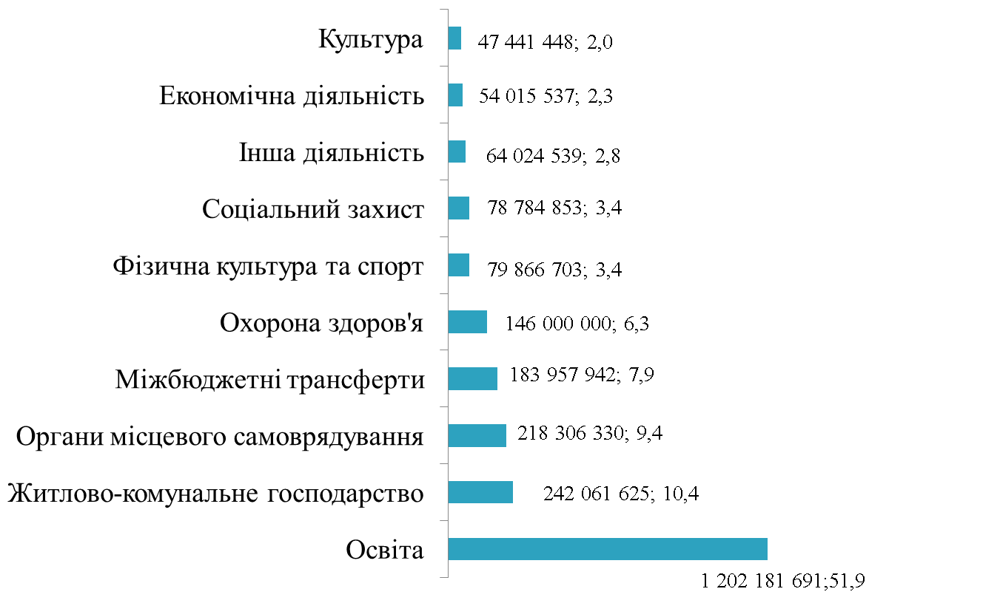 Культура 47 441 448; 2,0
Економічна діяльність 54 015 537; 2,3
Інша діяльність 64 024 539; 2,8
Соціальний захист 78 784 853; 3,4
Фізична культура та спорт 79 866 703; 3,4
Охорона здоров'я 146 000 000; 6,3
Міжбюджетні трансферти 183 957 942; 7,9
Органи місцевого самоврядування 218 306 330; 9,4
Житлово-комунальне господарство 242 061 625; 10,4
Освіта
1 202 181 691;51,9